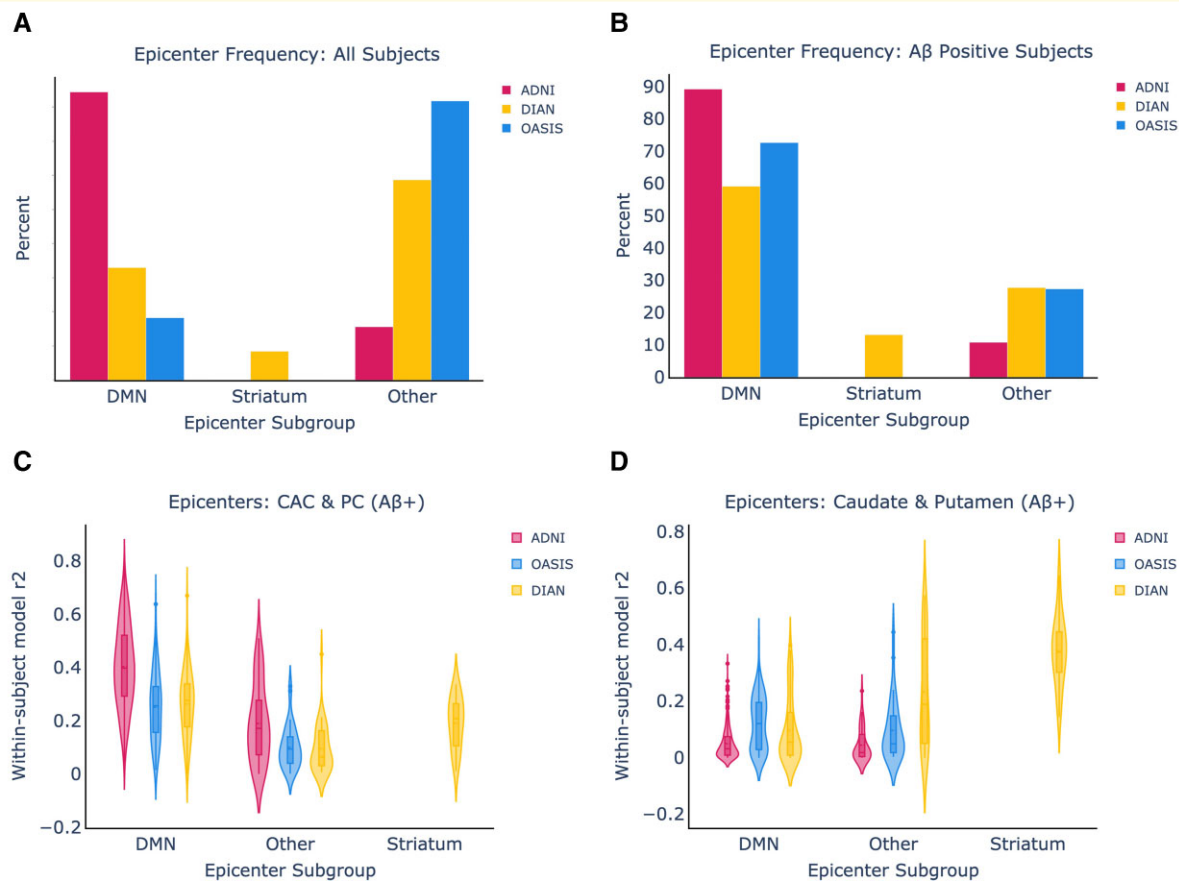 A
Epicenter Frequency: All Subjects
Percent
ADNI
DIAN
OASIS
DMN
Striatum
Other
Epicenter Subgroup
B
Epicenter Frequency: Aβ Positive Subjects
Percent
90
80
70
60
50
40
30
20
10
0
ADNI
DIAN
OASIS
DMN
Striatum
Other
Epicenter Subgroup
C
Epicenters: CAC & PC (Aβ+)
Within-subject model r2
0.8
0.6
0.4
0.2
0
−0.2
ADNI
OASIS
DIAN
DMN
Other
Striatum
Epicenter Subgroup
D
Epicenters: Caudate & Putamen (Aβ+)
Within-subject model r2
0.8
0.6
0.4
0.2
0
−0.2
ADNI
OASIS
DIAN
DMN
Other
Striatum
Epicenter Subgroup